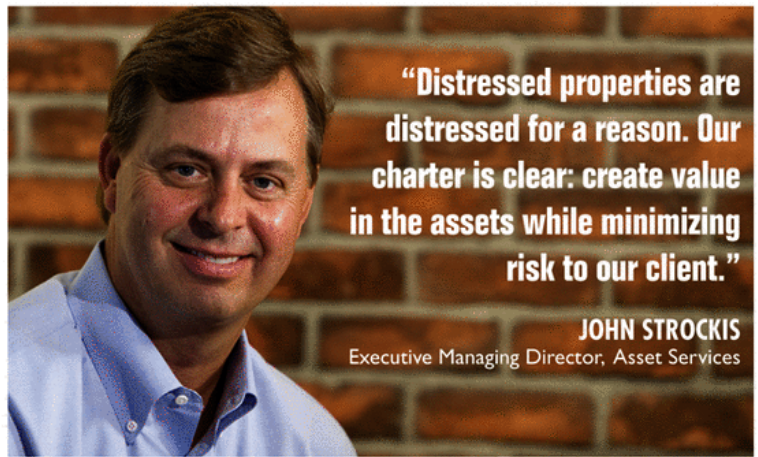 “Distressed properties are
distressed for a reason. Our
charter is clear: create value
in the assets while minimizing
risk to our client.”
JOHN STROCKIS
Executive Managing Director, Asset Services